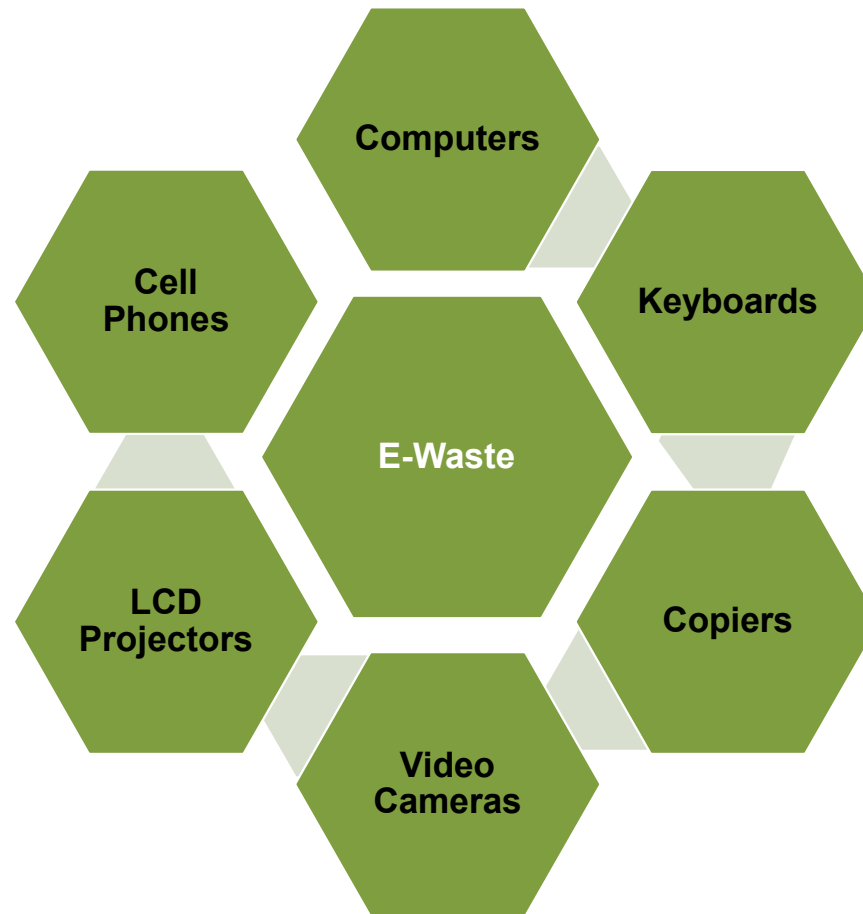 Computers
Keyboards
Cell
Phones
E-Waste
LCD
Projectors
Copiers
Video
Cameras